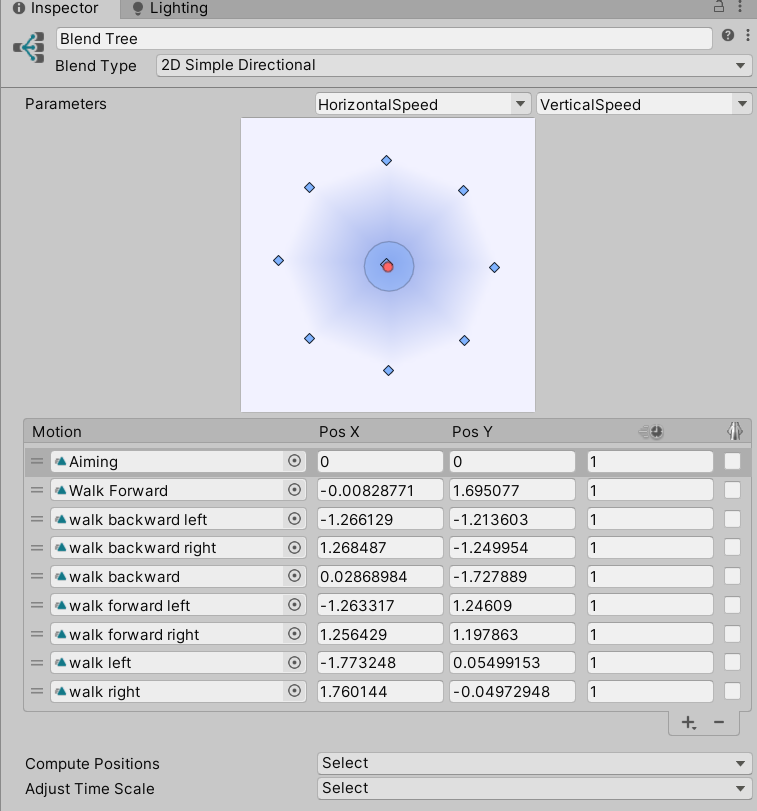 Inspector Lighting
Blend Tree
Blend Type 2D Simple Directional
Parameters HorizontalSpeed VerticalSpeed
Motion Pos X Pos Y
Aiming 0 0 1
Walk Forward -0.00828771 1.695077 1
walk backward left -1.266129 -1.213603 1
walk backward right 1.268487 -1.249954 1
walk backward 0.02868984 -1.727889 1
walk forward left -1.263317 1.24609 1
walk forward right 1.256429 1.197863 1
walk left -1.773248 0.05499153 1
walk right 1.760144 -0.04972948 1
Compute Positions Select
Adjust Time Scale Select